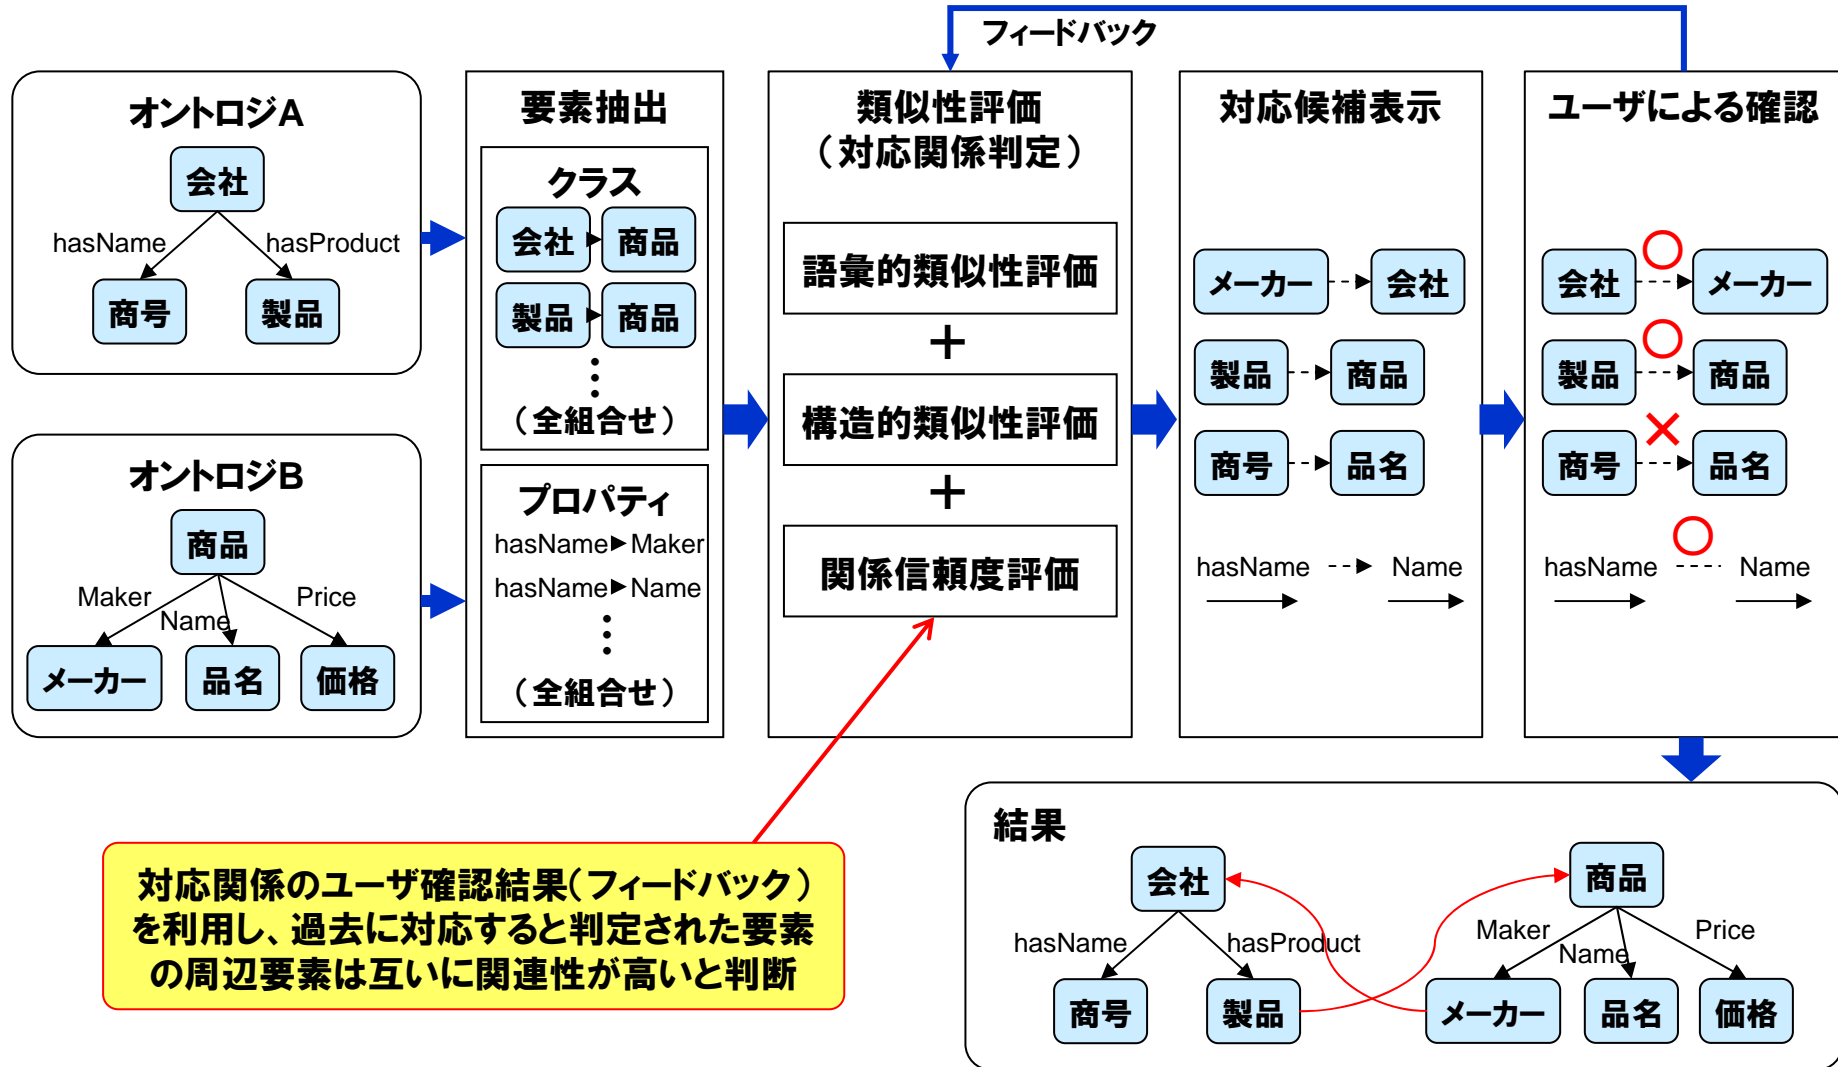 フィードバック
オントロジA
会社
hasName
hasProduct
商号
製品
オントロジB
商品
Maker
Name
Price
メーカー
品名
価格
要素抽出
クラス
会社
商品
製品
商品
（全組合せ）
プロパティ
hasName Maker
hasName Name
（全組合せ）
類似性評価
（対応関係判定）
語彙的類似性評価
＋
構造的類似性評価
＋
関係信頼度評価
対応候補表示
メーカー
会社
製品
商品
商号
品名
hasName
Name
ユーザによる確認
会社
メーカー
製品
商品
商号
品名
hasName
Name
対応関係のユーザ確認結果（フィードバック）
を利用し、過去に対応すると判定された要素
の周辺要素は互いに関連性が高いと判断
結果
会社
hasName
hasProduct
商号
製品
商品
Maker
Name
Price
メーカー
品名
価格